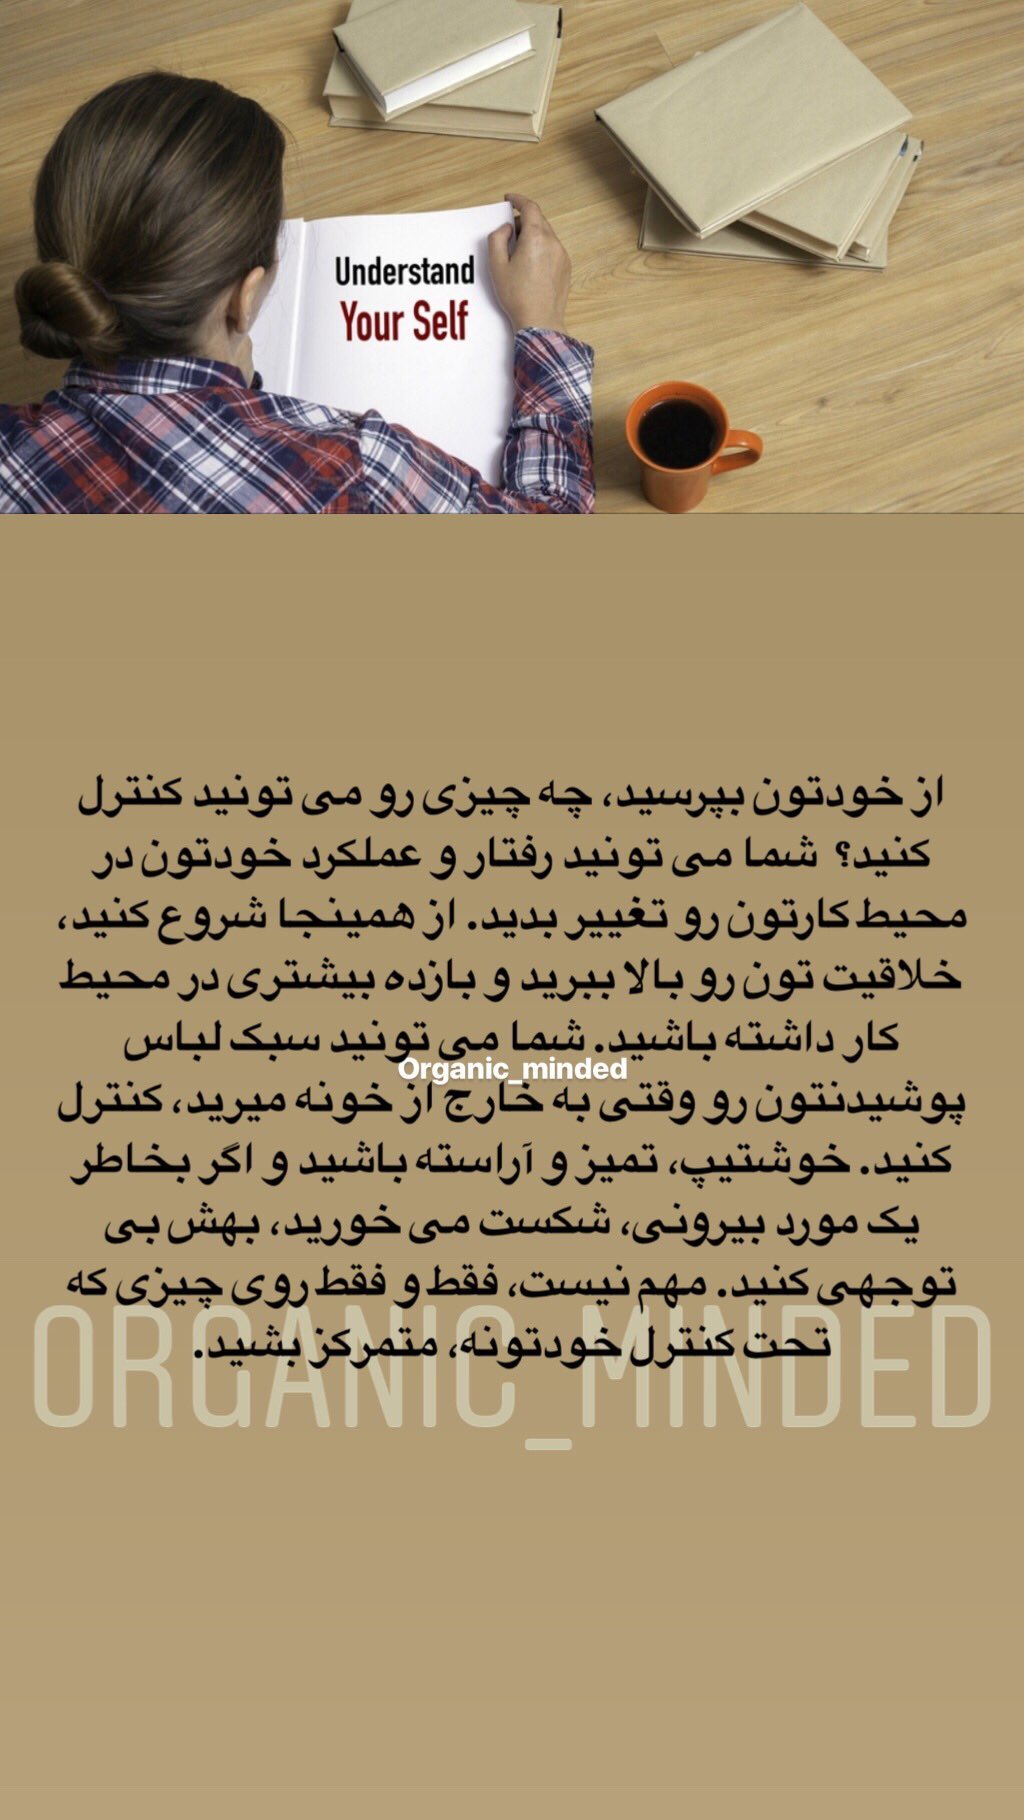 Understand
Your Self
از خودتون بپرسید، چه چیزی رو می تونید کنترل
کنید؟ شما می تونید رفتار و عملکرد خودتون در
محیط کارتون رو تغییر بدید. از همینجا شروع کنید،
خلاقیت تون رو بالا ببرید و بازده بیشتری در محیط
کار داشته باشید. شما می تونید سبک لباس
Organic_minded
پوشیدنتون رو وقتی به خارج از خونه میرید، کنترل
کنید. خوشتیپ، تمیز و آراسته باشید و اگر بخاطر
یک مورد بیرونی، شکست می خورید، بهش بی
توجهی کنید. مهم نیست، فقط و فقط روی چیزی که
تحت کنترل خودتونه، متمرکز بشید.
ORGANIC_MINDED